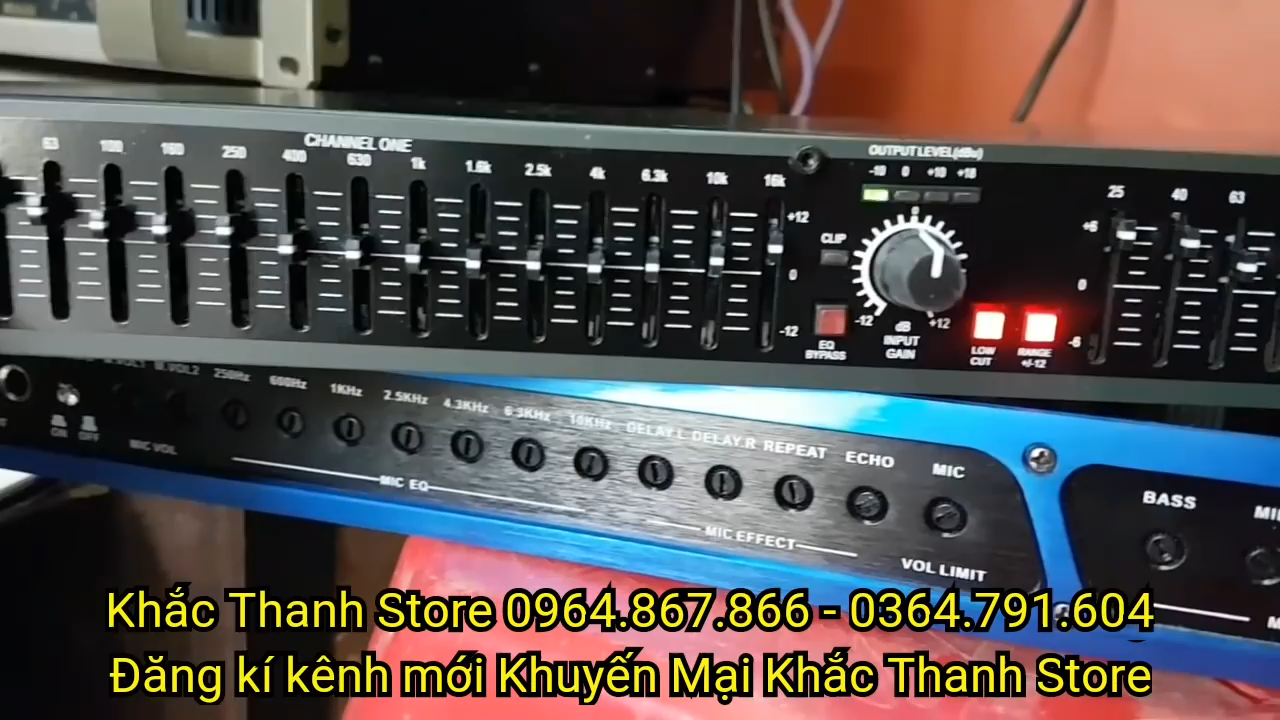 CHANNEL ONE
63 100 160 250 400 630 1k 1.6k 2.5k 4k 6.3k 10k 16k
+12
0
-12
OUTPUT LEVEL(dBu)
-10 0 +10 +18
CLIP
0
-12 +12
dB
INPUT
GAIN
EQ
BYPASS
LOW
CUT
RANGE
+/-12
25 40 63
+6
0
-6
M.VOL2 250Hz 600Hz 1KHz 2.5KHz 4.3KHz 6.3KHz 10KHz DELAY.L DELAY.R REPEAT ECHO MIC
ON OFF
MIC VOL
MIC EQ
MIC EFFECT
VOL LIMIT
BASS
Khắc Thanh Store 0964.867.866 - 0364.791.604
Đăng kí kênh mới Khuyến Mại Khắc Thanh Store